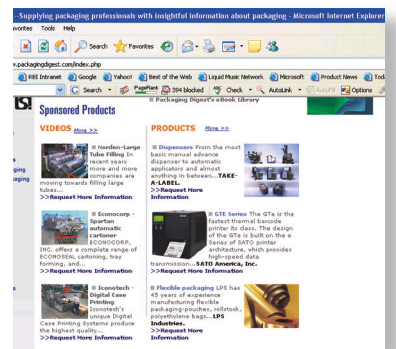 --Supplying packaging professionals with insightful information about packaging - Microsoft Internet Explorer
vorites Tools Help
Search Favorites
w.packagingdigest.com/index.php
RBI Intranet Google Yahoo! Best of the Web Liquid Music Network Microsoft Product News Tod
C Search PageRank 394 blocked Check AutoLink AutoFill Options
S!
ging
aging
s
Packaging Digest's eBook Library
Sponsored Products
VIDEOS More >>
Norden-Large
Tube Filling In
recent years
more and more
companies are
moving towards filling large
tubes...
>>Request More Information
Econocorp -
Spartan
automatic
cartoner
ECONOCORP,
INC. offers a complete range of
ECONOSEAL cartoning, tray
forming, and...
>>Request More Information
Iconotech -
Digital Case
Printing
Iconotech's
unique Digital
Case Printing Systems produce
the highest quality...
>>Request More Information
PRODUCTS More >>
Dispensers From the most
basic manual advance
dispenser to automatic
applicators and almost
anything in between...TAKE-
A-LABEL.
>>Request More
Information
GTE Series The GTe is the
fastest thermal barcode
printer its class. The design
of the GTe is built on the e
Series of SATO printer
architecture, which provides
high-speed data
transmission...SATO America, Inc.
>>Request More Information
Flexible packaging LPS has
45 years of experience
manufacturing flexible
packaging-pouches, rollstock,
polyethylene bags...LPS
Industries.
>>Request More
Information